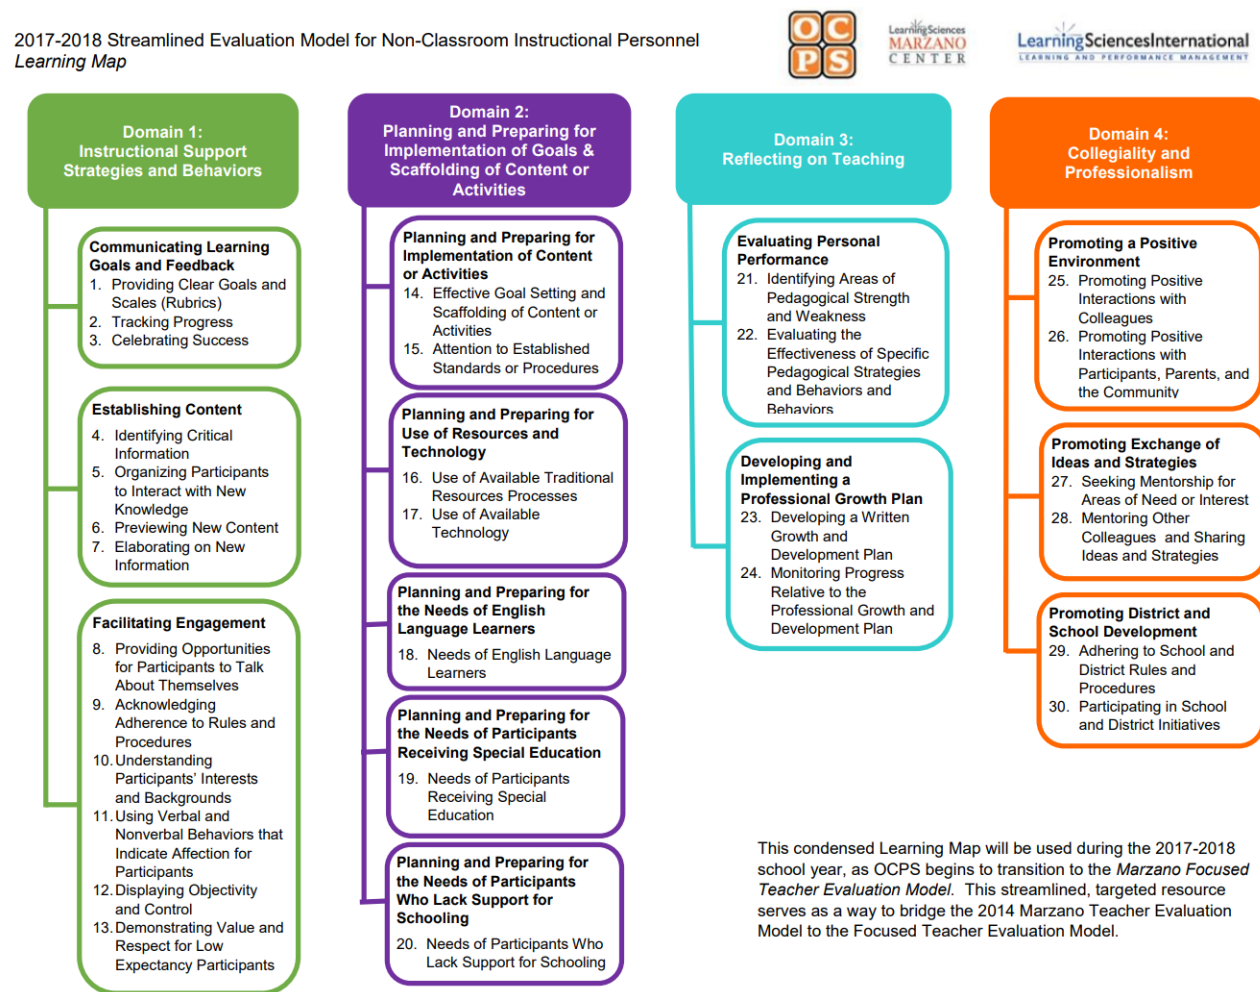 2017-2018 Streamlined Evaluation Model for Non-Classroom Instructional Personnel
Learning Map
OC
PS
LearningSciences
MARZANO
CENTER
LearningSciencesInternational
LEARNING AND PERFORMANCE MANAGEMENT
Domain 1:
Instructional Support
Strategies and Behaviors
Communicating Learning
Goals and Feedback
1. Providing Clear Goals and
Scales (Rubrics)
2. Tracking Progress
3. Celebrating Success
Establishing Content
4. Identifying Critical
Information
5. Organizing Participants
to Interact with New
Knowledge
6. Previewing New Content
7. Elaborating on New
Information
Facilitating Engagement
8. Providing Opportunities
for Participants to Talk
About Themselves
9. Acknowledging
Adherence to Rules and
Procedures
10. Understanding
Participants' Interests
and Backgrounds
11. Using Verbal and
Nonverbal Behaviors that
Indicate Affection for
Participants
12. Displaying Objectivity
and Control
13. Demonstrating Value and
Respect for Low
Expectancy Participants
Domain 2:
Planning and Preparing for
Implementation of Goals &
Scaffolding of Content or
Activities
Planning and Preparing for
Implementation of Content
or Activities
14. Effective Goal Setting and
Scaffolding of Content or
Activities
15. Attention to Established
Standards or Procedures
Planning and Preparing for
Use of Resources and
Technology
16. Use of Available Traditional
Resources Processes
17. Use of Available
Technology
Planning and Preparing for
the Needs of English
Language Learners
18. Needs of English Language
Learners
Planning and Preparing for
the Needs of Participants
Receiving Special Education
19. Needs of Participants
Receiving Special
Education
Planning and Preparing for
the Needs of Participants
Who Lack Support for
Schooling
20. Needs of Participants Who
Lack Support for Schooling
Domain 3:
Reflecting on Teaching
Evaluating Personal
Performance
21. Identifying Areas of
Pedagogical Strength
and Weakness
22. Evaluating the
Effectiveness of Specific
Pedagogical Strategies
and Behaviors and
Behaviors
Developing and
Implementing a
Professional Growth Plan
23. Developing a Written
Growth and
Development Plan
24. Monitoring Progress
Relative to the
Professional Growth and
Development Plan
Domain 4:
Collegiality and
Professionalism
Promoting a Positive
Environment
25. Promoting Positive
Interactions with
Colleagues
26. Promoting Positive
Interactions with
Participants, Parents, and
the Community
Promoting Exchange of
Ideas and Strategies
27. Seeking Mentorship for
Areas of Need or Interest
28. Mentoring Other
Colleagues and Sharing
Ideas and Strategies
Promoting District and
School Development
29. Adhering to School and
District Rules and
Procedures
30. Participating in School
and District Initiatives
This condensed Learning Map will be used during the 2017-2018
school year, as OCPS begins to transition to the Marzano Focused
Teacher Evaluation Model. This streamlined, targeted resource
serves as a way to bridge the 2014 Marzano Teacher Evaluation
Model to the Focused Teacher Evaluation Model.